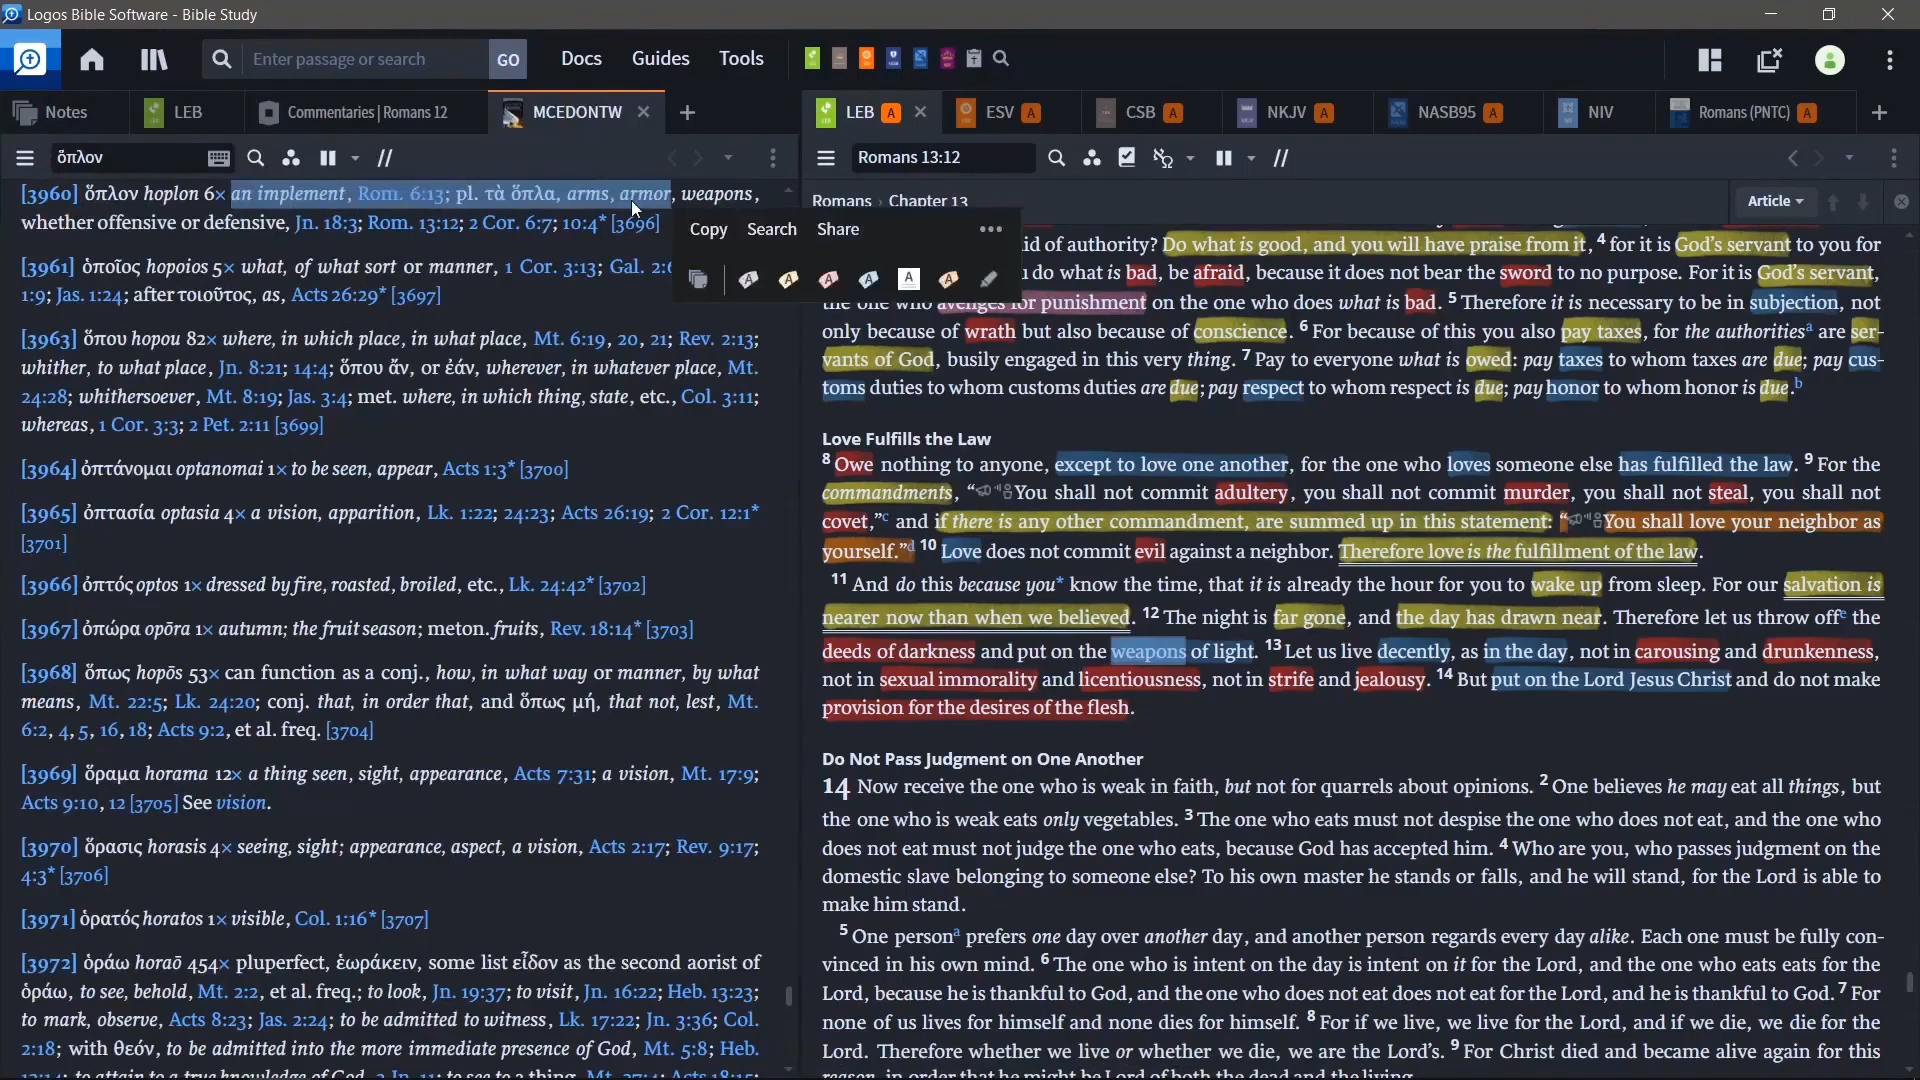 Logos Bible Software - Bible Study
Enter passage or search
GO
Docs
Guides
Tools
Notes
LEB
Commentaries | Romans 12
MCEDONTW
ὅπλον
[3960] ὅπλον hoplon 6× an implement, Rom. 6:13; pl. τὰ ὅπλα, arms, armor, weapons,
whether offensive or defensive, Jn. 18:3; Rom. 13:12; 2 Cor. 6:7; 10:4* [3696]
[3961] ὁποῖος hopoios 5× what, of what sort or manner, 1 Cor. 3:13; Gal. 2:6
1:9; Jas. 1:24; after τοιοῦτος, as, Acts 26:29* [3697]
[3963] ὅπου hopou 82× where, in which place, in what place, Mt. 6:19, 20, 21; Rev. 2:13;
whither, to what place, Jn. 8:21; 14:4; ὅπου ἄν, or ἐάν, wherever, in whatever place, Mt.
24:28; whithersoever, Mt. 8:19; Jas. 3:4; met. where, in which thing, state, etc., Col. 3:11;
whereas, 1 Cor. 3:3; 2 Pet. 2:11 [3699]
[3964] ὀπτάνομαι optanomai 1× to be seen, appear, Acts 1:3* [3700]
[3965] ὀπτασία optasia 4× a vision, apparition, Lk. 1:22; 24:23; Acts 26:19; 2 Cor. 12:1*
[3701]
[3966] ὀπτός optos 1× dressed by fire, roasted, broiled, etc., Lk. 24:42* [3702]
[3967] ὀπώρα opōra 1× autumn; the fruit season; meton. fruits, Rev. 18:14* [3703]
[3968] ὅπως hopōs 53× can function as a conj., how, in what way or manner, by what
means, Mt. 22:5; Lk. 24:20; conj. that, in order that, and ὅπως μή, that not, lest, Mt.
6:2, 4, 5, 16, 18; Acts 9:2, et al. freq. [3704]
[3969] ὅραμα horama 12× a thing seen, sight, appearance, Acts 7:31; a vision, Mt. 17:9;
Acts 9:10, 12 [3705] See vision.
[3970] ὅρασις horasis 4× seeing, sight; appearance, aspect, a vision, Acts 2:17; Rev. 9:17;
4:3* [3706]
[3971] ὁρατός horatos 1× visible, Col. 1:16* [3707]
[3972] ὁράω horaō 454× pluperfect, ἑωράκειν, some list εἶδον as the second aorist of
ὁράω, to see, behold, Mt. 2:2, et al. freq.; to look, Jn. 19:37; to visit, Jn. 16:22; Heb. 13:23;
to mark, observe, Acts 8:23; Jas. 2:24; to be admitted to witness, Lk. 17:22; Jn. 3:36; Col.
2:18; with θεόν, to be admitted into the more immediate presence of God, Mt. 5:8; Heb.
12:14; to attain to a true knowledge of God, 3 Jn. 11; to see to a thing, Mt. 27:4; Acts 18:15;
Copy
Search
Share
LEB A
ESV A
CSB A
NKJV A
NASB95 A
NIV
Romans (PNTC) A
Romans 13:12
Romans › Chapter 13
Article
id of authority? Do what is good, and you will have praise from it, 4 for it is God’s servant to you for
u do what is bad, be afraid, because it does not bear the sword to no purpose. For it is God’s servant,
the one who avenges for punishment on the one who does what is bad. 5 Therefore it is necessary to be in subjection, not
only because of wrath but also because of conscience. 6 For because of this you also pay taxes, for the authorities a are ser-
vants of God, busily engaged in this very thing. 7 Pay to everyone what is owed: pay taxes to whom taxes are due; pay cus-
toms duties to whom customs duties are due; pay respect to whom respect is due; pay honor to whom honor is due. b
Love Fulfills the Law
8 Owe nothing to anyone, except to love one another, for the one who loves someone else has fulfilled the law. 9 For the
commandments, “You shall not commit adultery, you shall not commit murder, you shall not steal, you shall not
covet,” c and if there is any other commandment, are summed up in this statement: “You shall love your neighbor as
yourself.” d 10 Love does not commit evil against a neighbor. Therefore love is the fulfillment of the law.
11 And do this because you* know the time, that it is already the hour for you to wake up from sleep. For our salvation is
nearer now than when we believed. 12 The night is far gone, and the day has drawn near. Therefore let us throw off e the
deeds of darkness and put on the weapons of light. 13 Let us live decently, as in the day, not in carousing and drunkenness,
not in sexual immorality and licentiousness, not in strife and jealousy. 14 But put on the Lord Jesus Christ and do not make
provision for the desires of the flesh.
Do Not Pass Judgment on One Another
14 Now receive the one who is weak in faith, but not for quarrels about opinions. 2 One believes he may eat all things, but
the one who is weak eats only vegetables. 3 The one who eats must not despise the one who does not eat, and the one who
does not eat must not judge the one who eats, because God has accepted him. 4 Who are you, who passes judgment on the
domestic slave belonging to someone else? To his own master he stands or falls, and he will stand, for the Lord is able to
make him stand.
5 One person a prefers one day over another day, and another person regards every day alike. Each one must be fully con-
vinced in his own mind. 6 The one who is intent on the day is intent on it for the Lord, and the one who eats eats for the
Lord, because he is thankful to God, and the one who does not eat does not eat for the Lord, and he is thankful to God. 7 For
none of us lives for himself and none dies for himself. 8 For if we live, we live for the Lord, and if we die, we die for the
Lord. Therefore whether we live or whether we die, we are the Lord’s. 9 For Christ died and became alive again for this
reason, in order that he might be Lord of both the dead and the living.